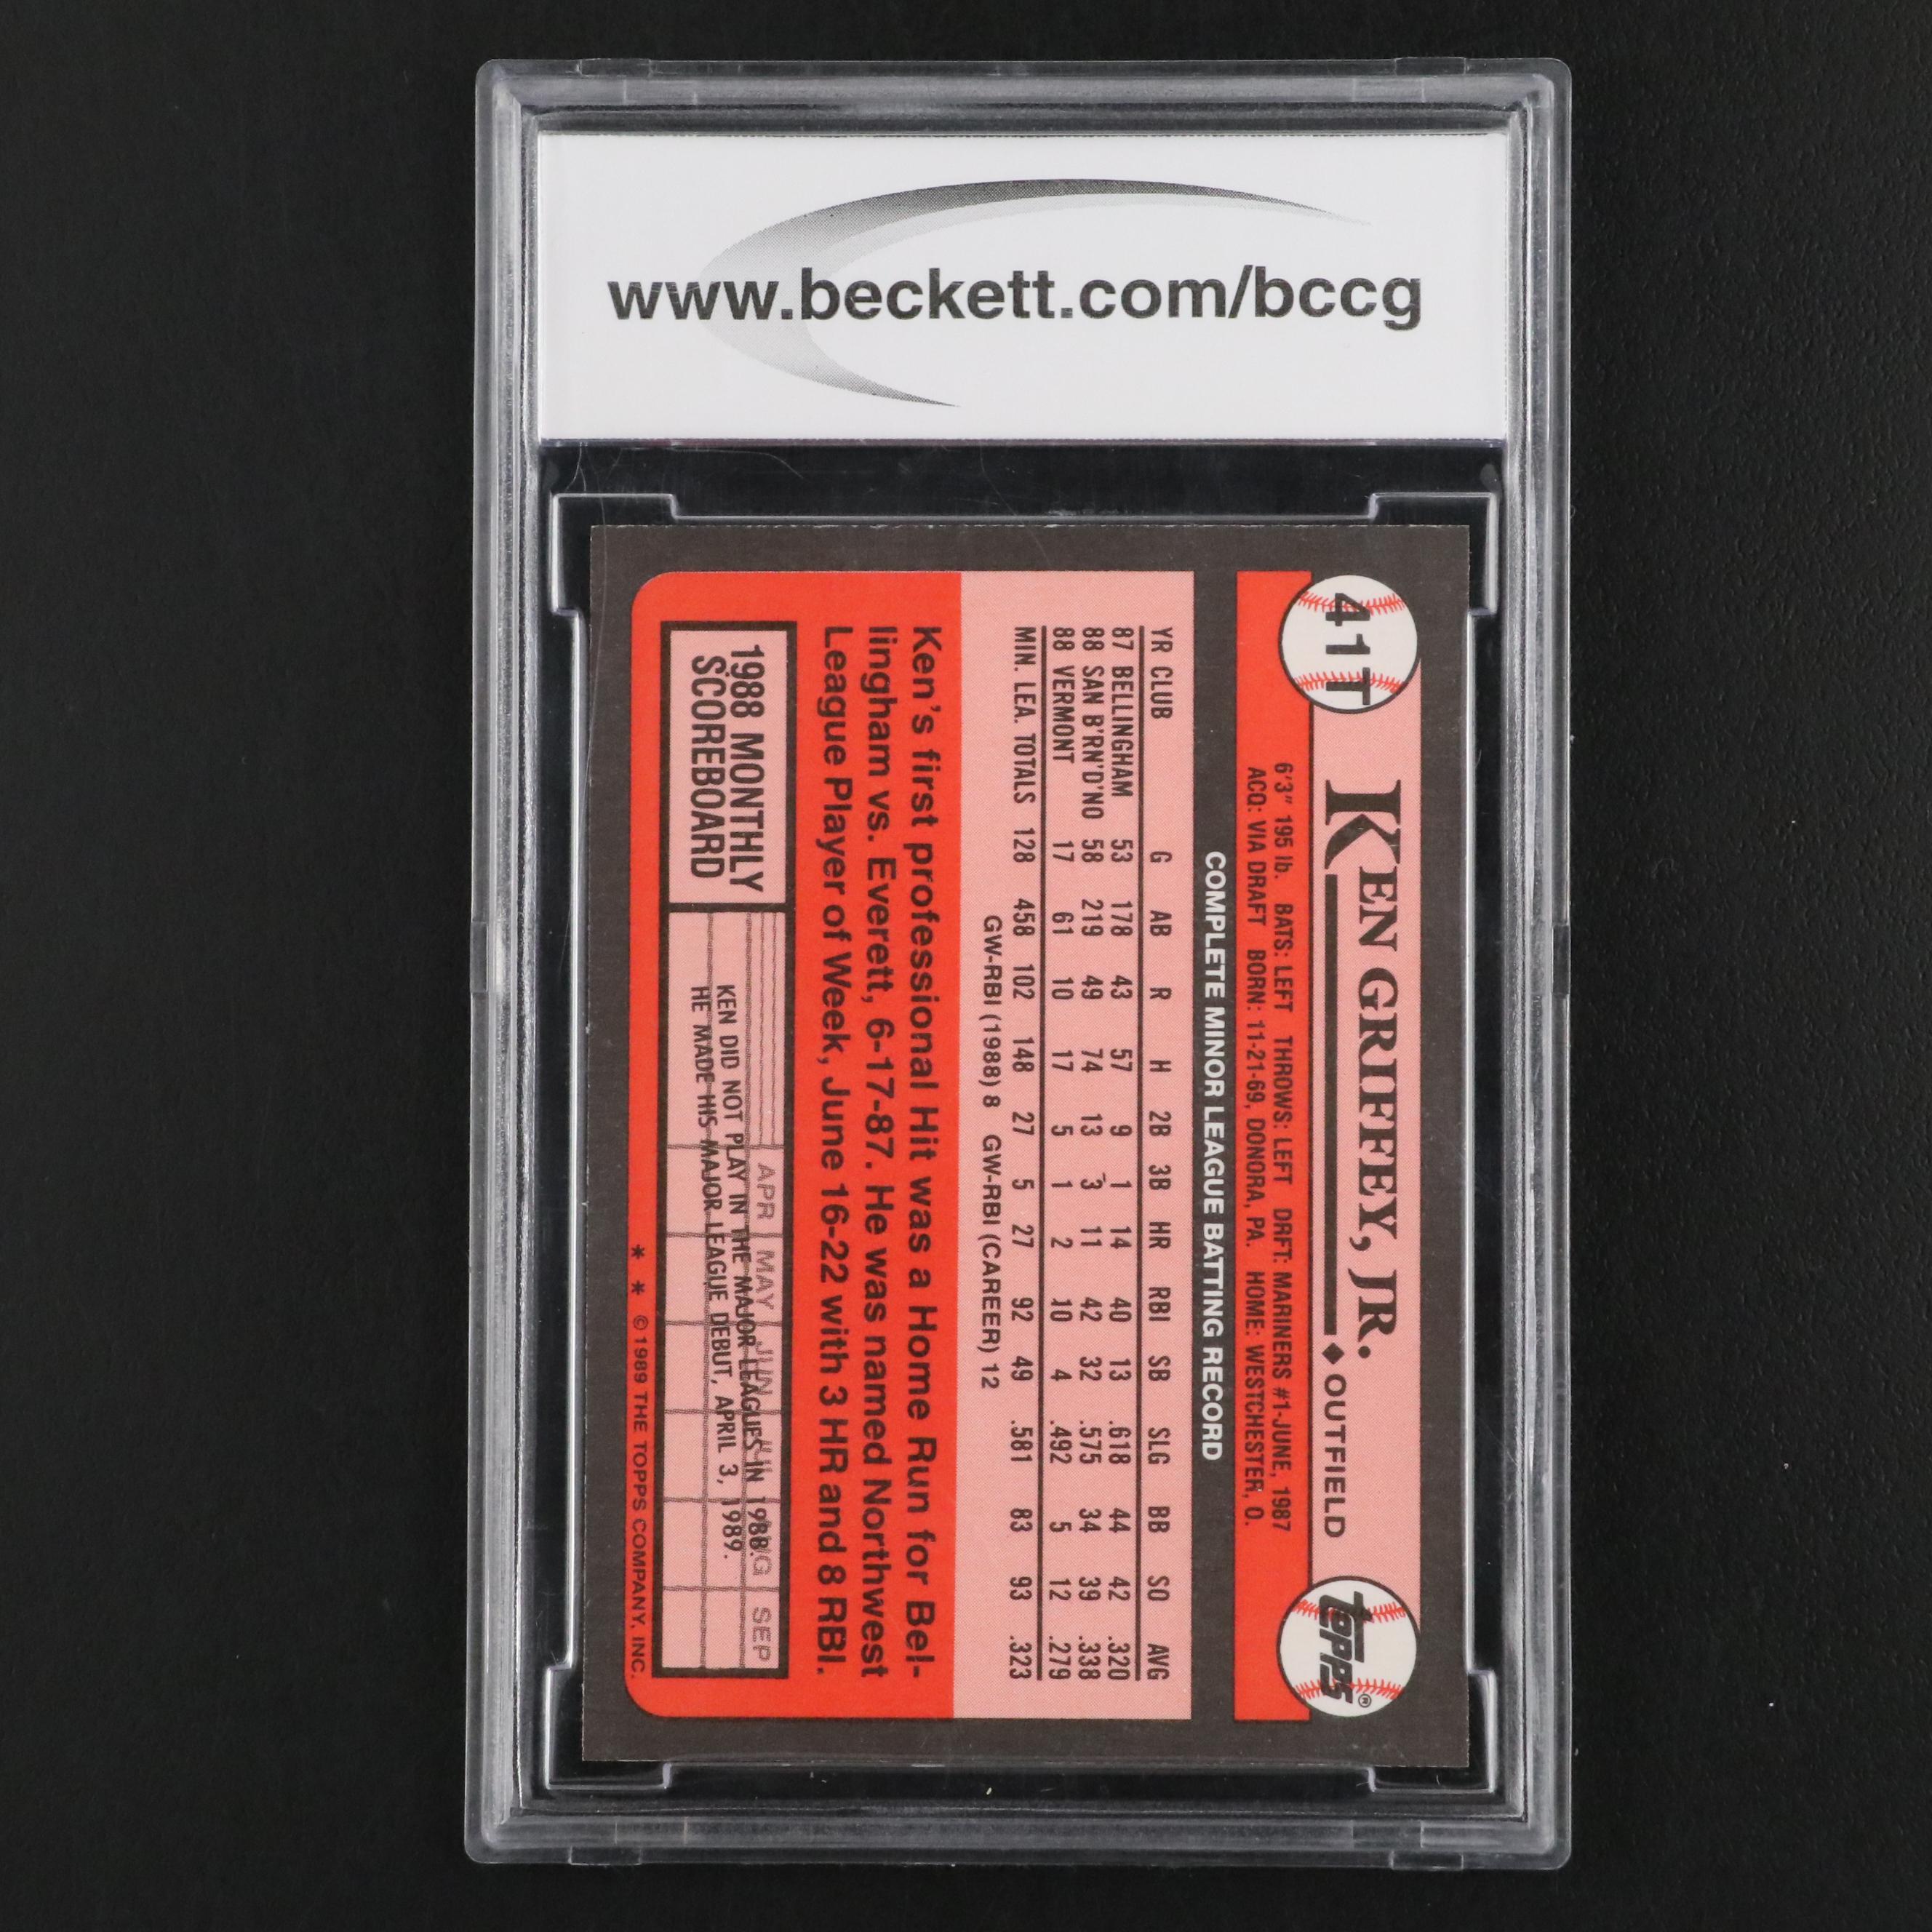 www.beckett.com/bccg
41T
KEN GRIFFEY, JR. ◆ OUTFIELD
topps®
6'3" 195 lb. BATS: LEFT THROWS: LEFT DRFT: MARINERS #1-JUNE, 1987
ACQ: VIA DRAFT BORN: 11-21-69, DONORA, PA. HOME: WESTCHESTER, O.
COMPLETE MINOR LEAGUE BATTING RECORD
YR CLUB G AB R H 2B 3B HR RBI SB SLG BB SO AVG
87 BELLINGHAM 53 178 43 57 9 1 14 40 13 .618 44 42 .320
88 SAN B'RN'D'NO 58 219 49 74 13 3 11 42 32 .575 34 39 .338
88 VERMONT 17 61 10 17 5 1 2 10 4 .492 5 12 .279
MIN. LEA. TOTALS 128 458 102 148 27 5 27 92 49 .581 83 93 .323
GW-RBI (1988) 8 GW-RBI (CAREER) 12
Ken's first professional Hit was a Home Run for Bel-
lingham vs. Everett, 6-17-87. He was named Northwest
League Player of Week, June 16-22 with 3 HR and 8 RBI.
1988 MONTHLY
SCOREBOARD
APR MAY JUN JUL AUG SEP
KEN DID NOT PLAY IN THE MAJOR LEAGUES IN 1988.
HE MADE HIS MAJOR LEAGUE DEBUT, APRIL 3, 1989.
* * © 1989 THE TOPPS COMPANY, INC.